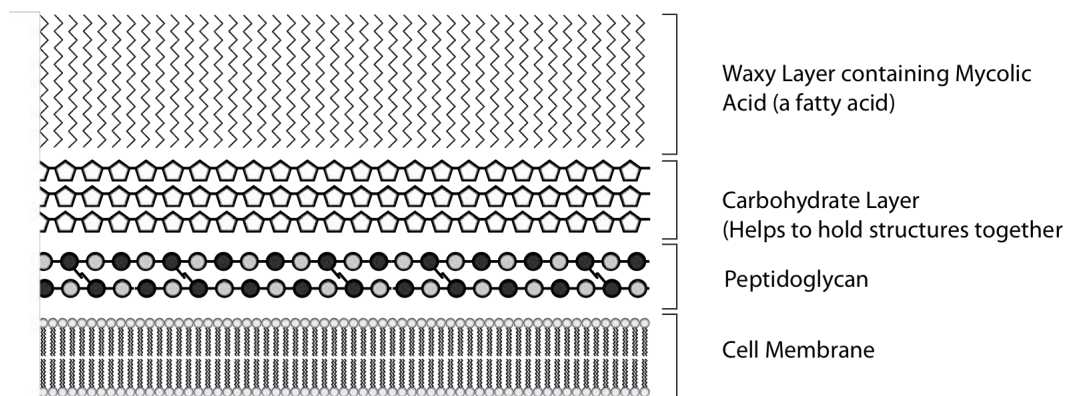 Waxy Layer containing Mycolic
Acid (a fatty acid)
Carbohydrate Layer
(Helps to hold structures together
Peptidoglycan
Cell Membrane